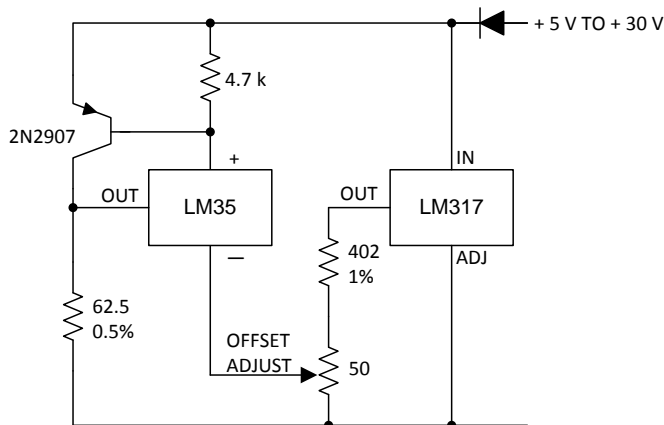 + 5 V TO + 30 V
4.7 k
2N2907
+
IN
OUT
LM35
OUT
LM317
—
ADJ
402
1%
62.5
0.5%
OFFSET
ADJUST
50